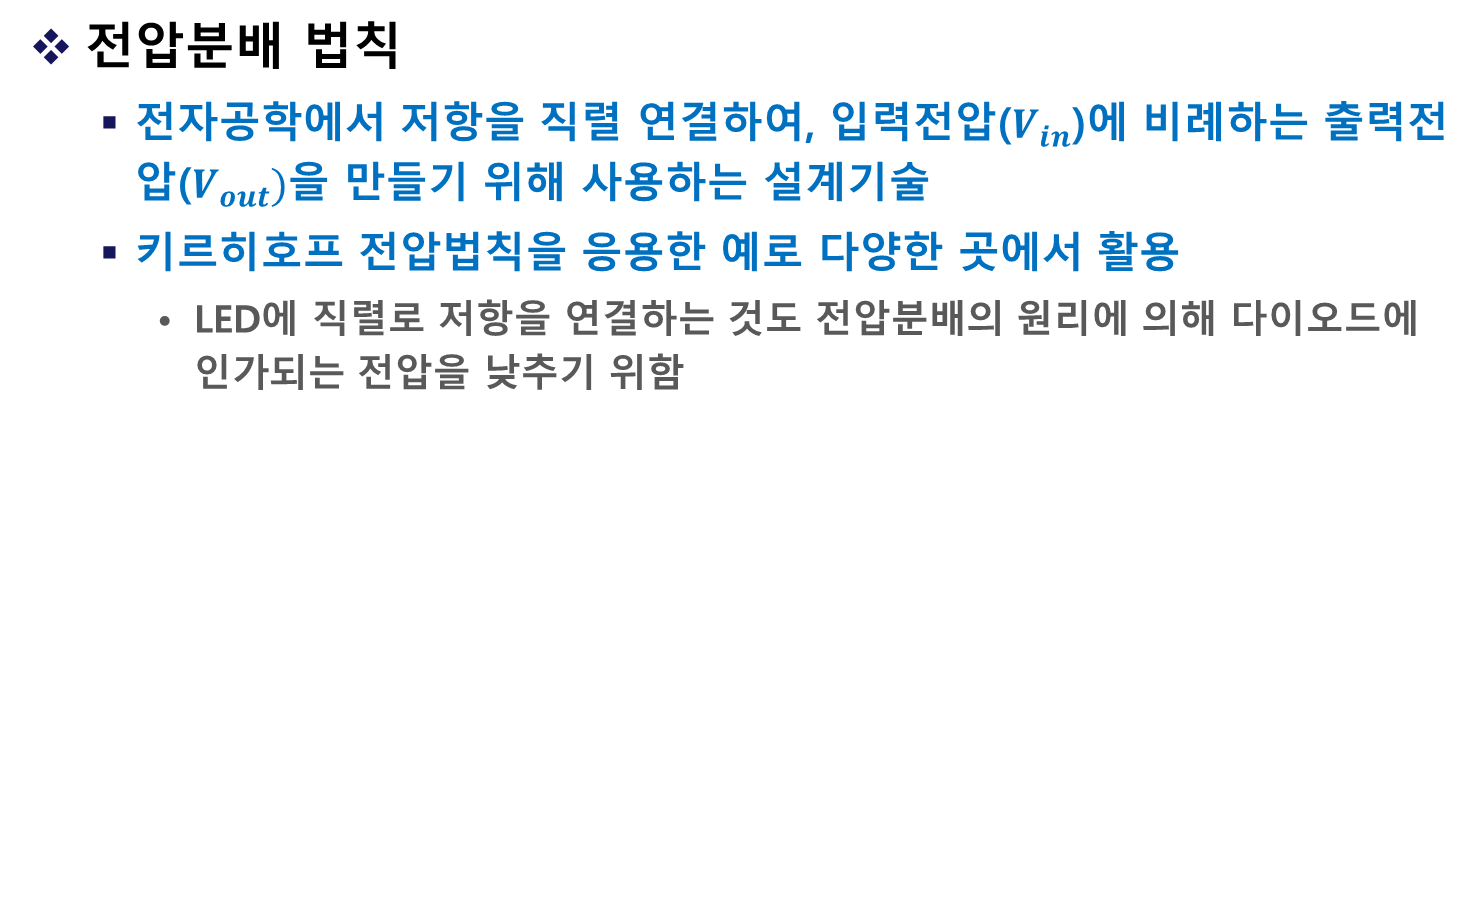 ❖ 전압분배 법칙
▪ 전자공학에서 저항을 직렬 연결하여, 입력전압(V_in)에 비례하는 출력전
압(V_out)을 만들기 위해 사용하는 설계기술
▪ 키르히호프 전압법칙을 응용한 예로 다양한 곳에서 활용
• LED에 직렬로 저항을 연결하는 것도 전압분배의 원리에 의해 다이오드에
인가되는 전압을 낮추기 위함